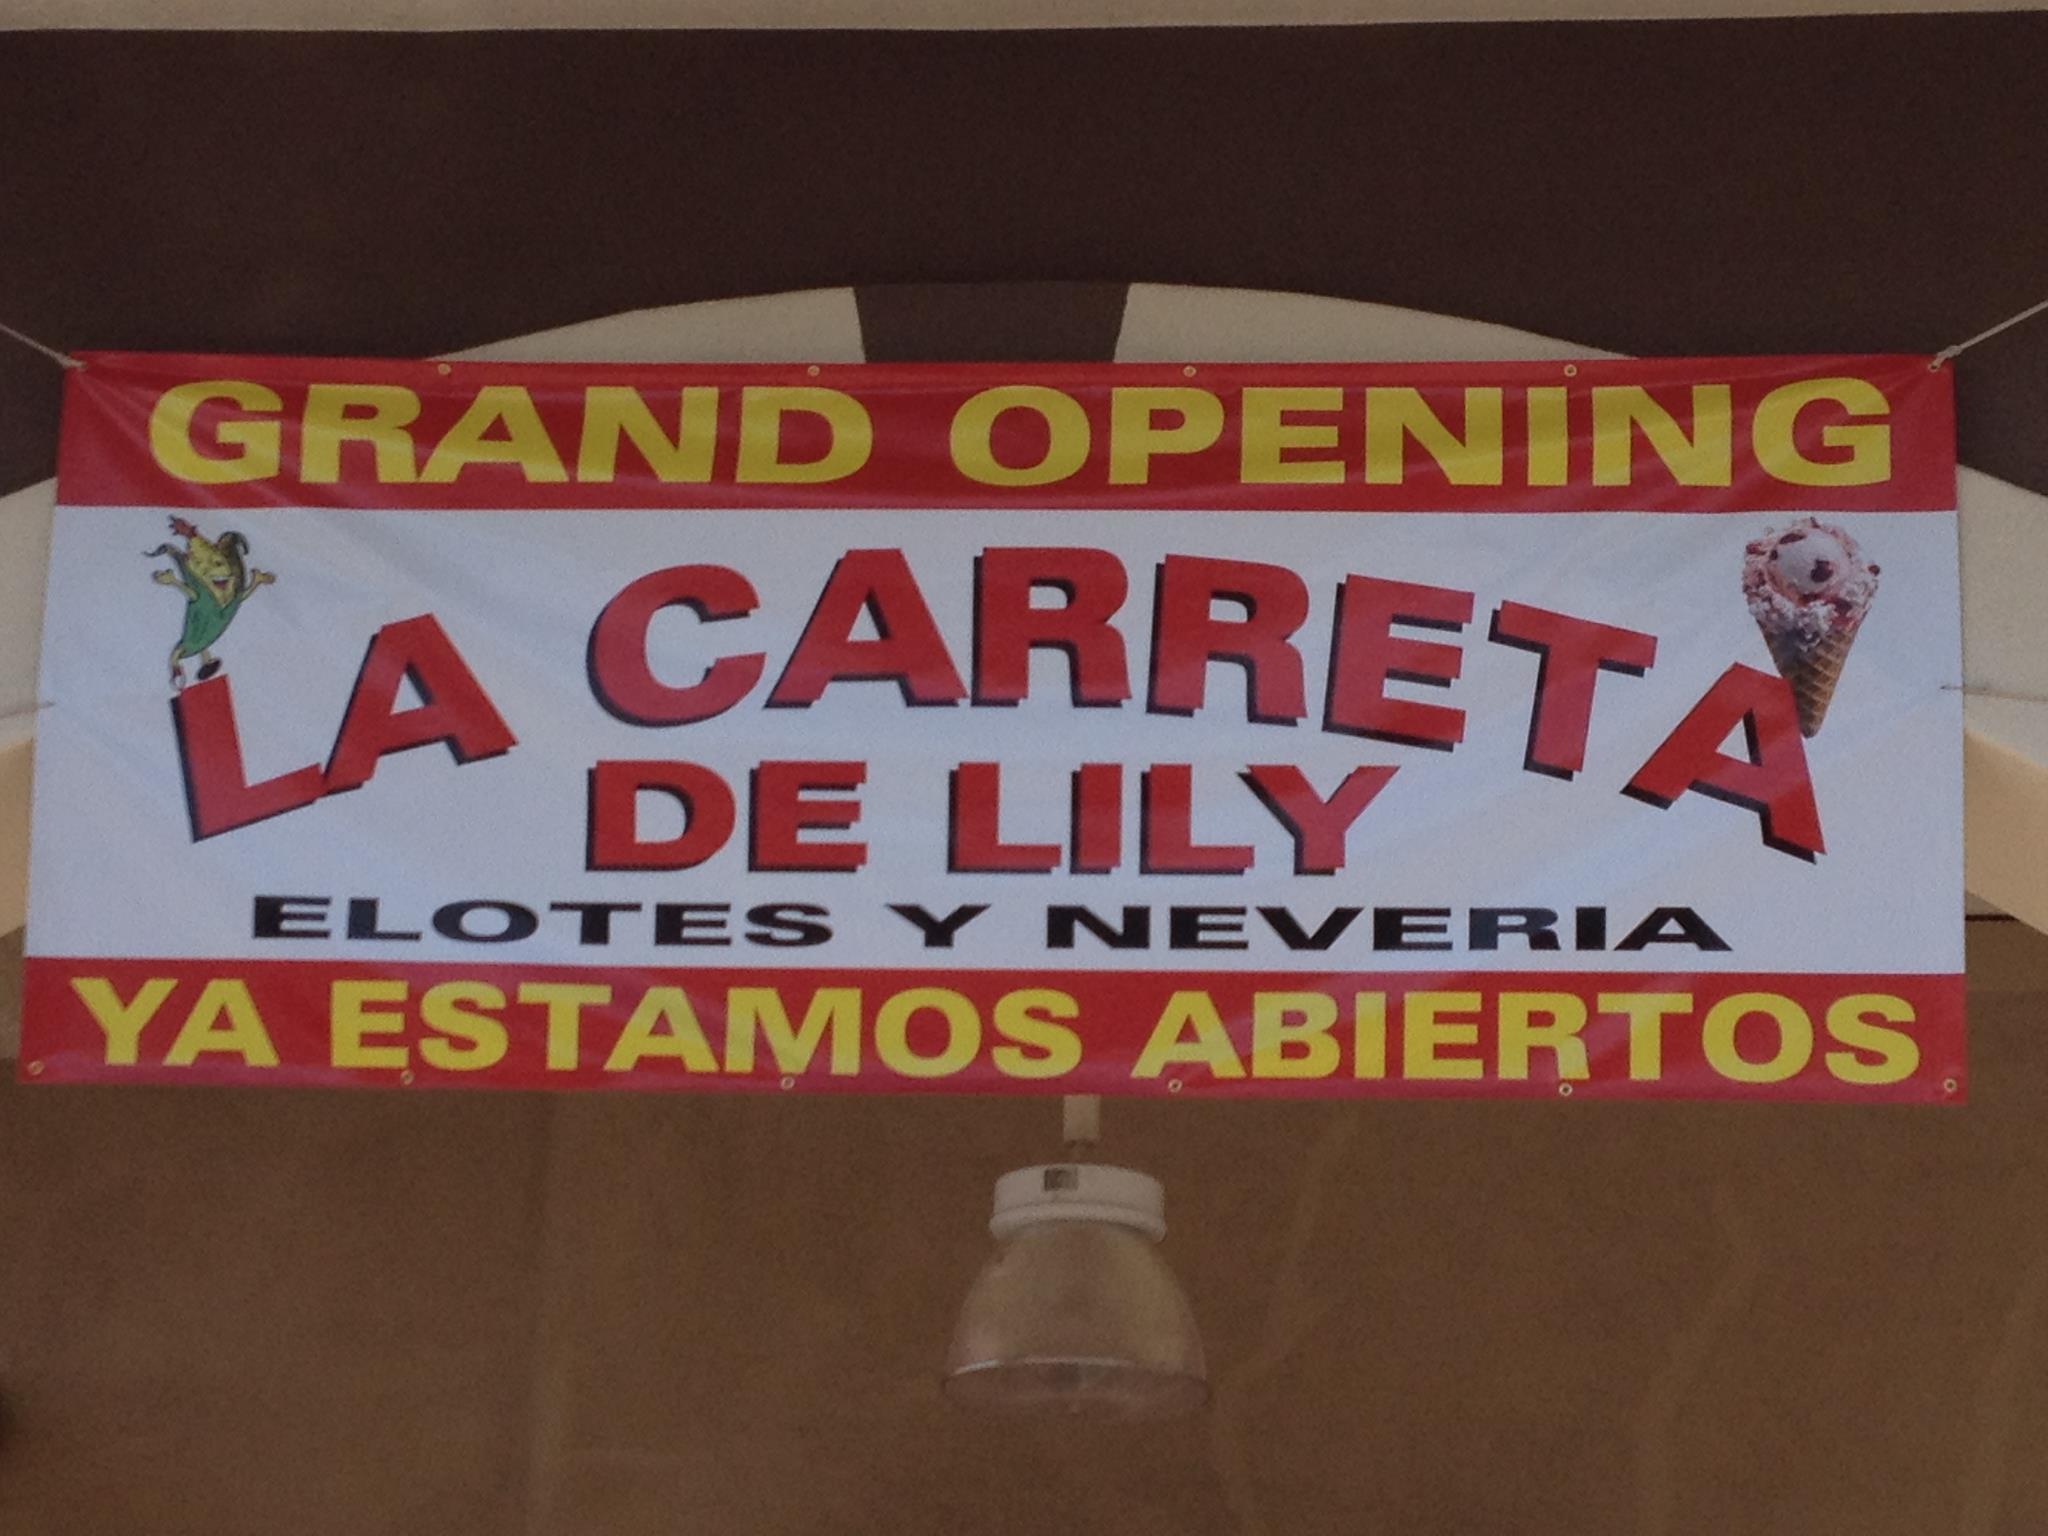 GRAND OPENING
LA CARRETA
DE LILY
ELOTES Y NEVERIA
YA ESTAMOS ABIERTOS